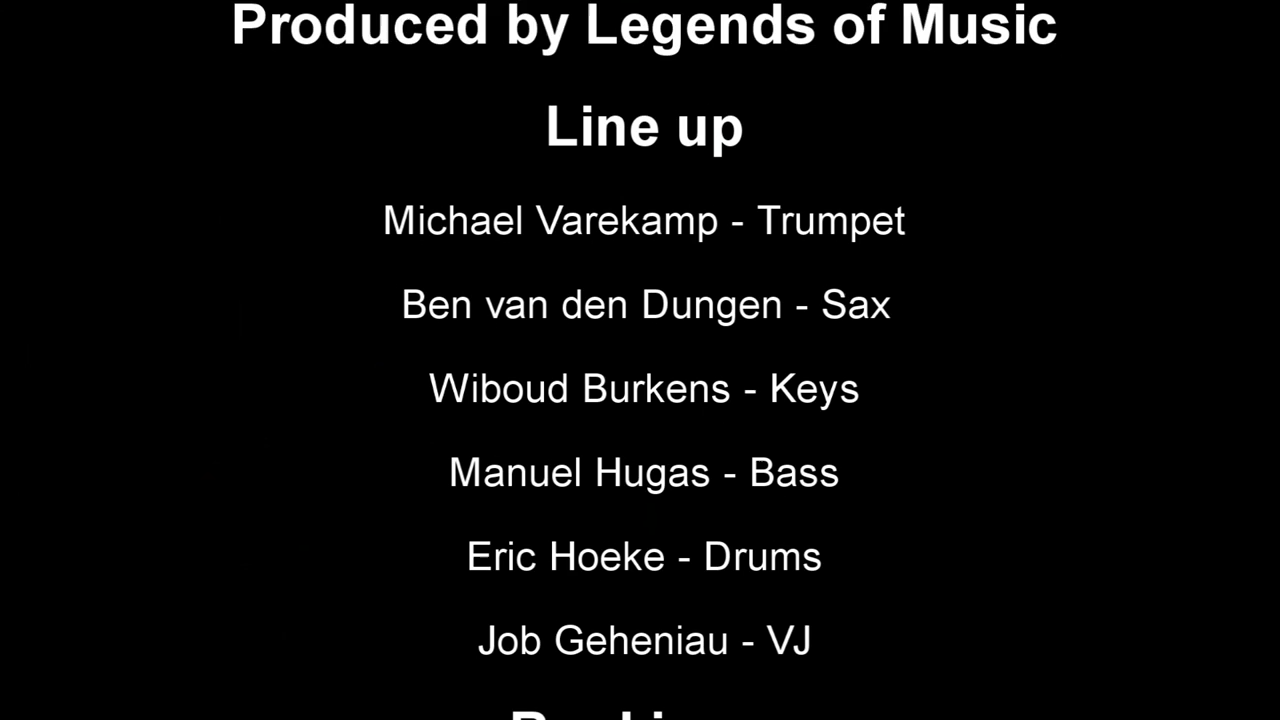 Produced by Legends of Music
Line up
Michael Varekamp - Trumpet
Ben van den Dungen - Sax
Wiboud Burkens - Keys
Manuel Hugas - Bass
Eric Hoeke - Drums
Job Geheniau - VJ